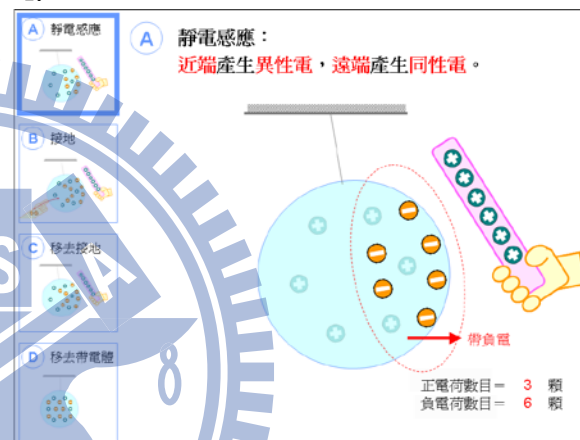 A 靜電感應
B 接地
C 移去接地
D 移去帶電體
A 靜電感應：
近端產生異性電，遠端產生同性電。
帶負電
正電荷數目＝ 3 顆
負電荷數目＝ 6 顆
S
A
8